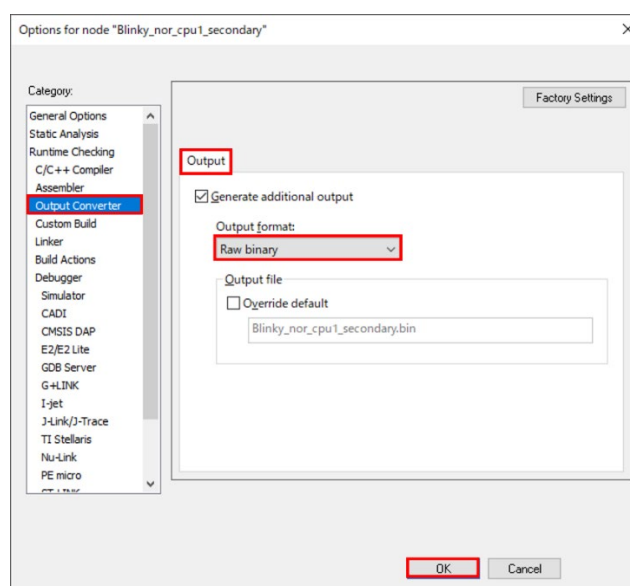 Options for node "Blinky_nor_cpu1_secondary"
Category:
General Options
Static Analysis
Runtime Checking
C/C++ Compiler
Assembler
Output Converter
Custom Build
Linker
Build Actions
Debugger
Simulator
CADI
CMSIS DAP
E2/E2 Lite
GDB Server
G+LINK
I-jet
J-Link/J-Trace
TI Stellaris
Nu-Link
PE micro
ST-LINK
Factory Settings
Output
Generate additional output
Output format:
Raw binary
Output file
Override default
Blinky_nor_cpu1_secondary.bin
OK
Cancel